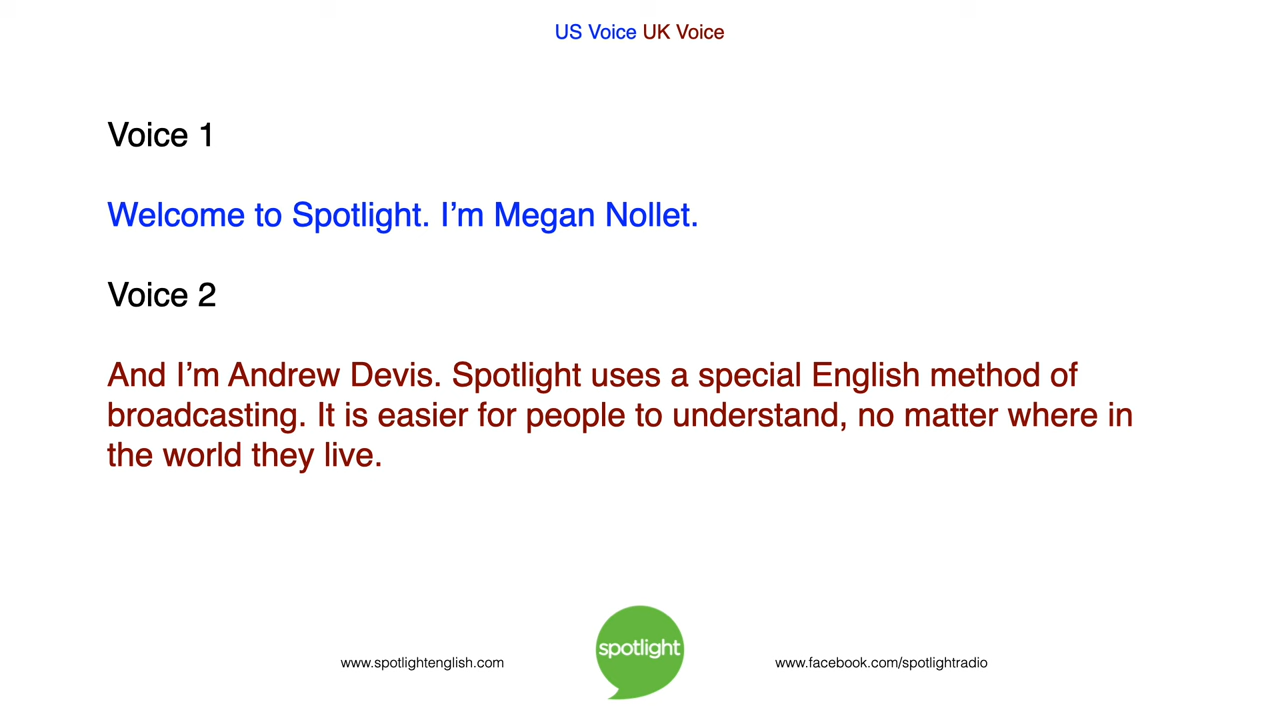 US Voice UK Voice
Voice 1
Welcome to Spotlight. I’m Megan Nollet.
Voice 2
And I’m Andrew Devis. Spotlight uses a special English method of
broadcasting. It is easier for people to understand, no matter where in
the world they live.
www.spotlightenglish.com
spotlight
www.facebook.com/spotlightradio